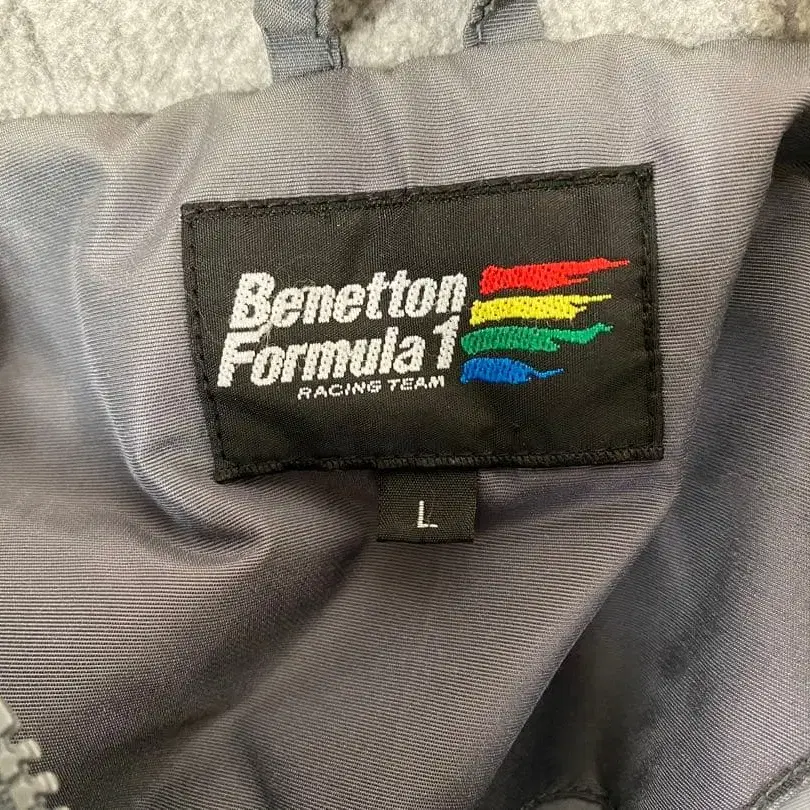 Benetton
Formula 1
RACING TEAM
L